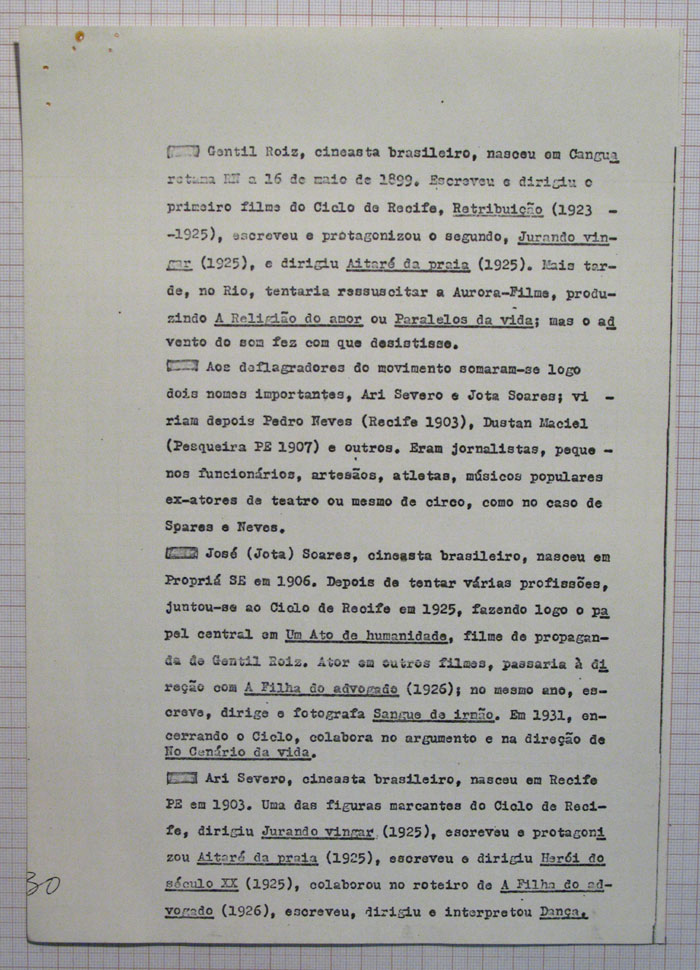 Gentil Roiz, cineasta brasileiro, nasceu em Cangua
retama RN a 16 de maio de 1899. Escreveu e dirigiu o
primeiro filme do Ciclo de Recife, Retribuição (1923 -
-1925), escreveu e protagonizou o segundo, Jurando vin-
gar (1925), e dirigiu Aitaré da praia (1925). Mais tar-
de, no Rio, tentaria ressuscitar a Aurora-Filme, produ-
zindo A Religião do amor ou Paralelos da vida; mas o ad
vento do som fez com que desistisse.
Aos deflagradores do movimento somaram-se logo
dois nomes importantes, Ari Severo e Jota Soares; vi -
riam depois Pedro Neves (Recife 1903), Dustan Maciel
(Pesqueira PE 1907) e outros. Eram jornalistas, peque -
nos funcionários, artesãos, atletas, músicos populares
ex-atores de teatro ou mesmo de circo, como no caso de
Spares e Neves.
José (Jota) Soares, cineasta brasileiro, nasceu em
Propriá SE em 1906. Depois de tentar várias profissões,
juntou-se ao Ciclo de Recife em 1925, fazendo logo o pa
pel central em Um Ato de humanidade, filme de propagan-
da de Gentil Roiz. Ator em outros filmes, passaria à di
reção com A Filha do advogado (1926); no mesmo ano, es-
creve, dirige e fotografa Sangue de irmão. Em 1931, en-
cerrando o Ciclo, colabora no argumento e na direção de
No Cenário da vida.
Ari Severo, cineasta brasileiro, nasceu em Recife
PE em 1903. Uma das figuras marcantes do Ciclo de Reci-
fe, dirigiu Jurando vingar (1925), escreveu e protagoni
zou Aitaré da praia (1925), escreveu e dirigiu Herói do
século XX (1925), colaborou no roteiro de A Filha do ad-
vogado (1926), escreveu, dirigiu e interpretou Dança,
30